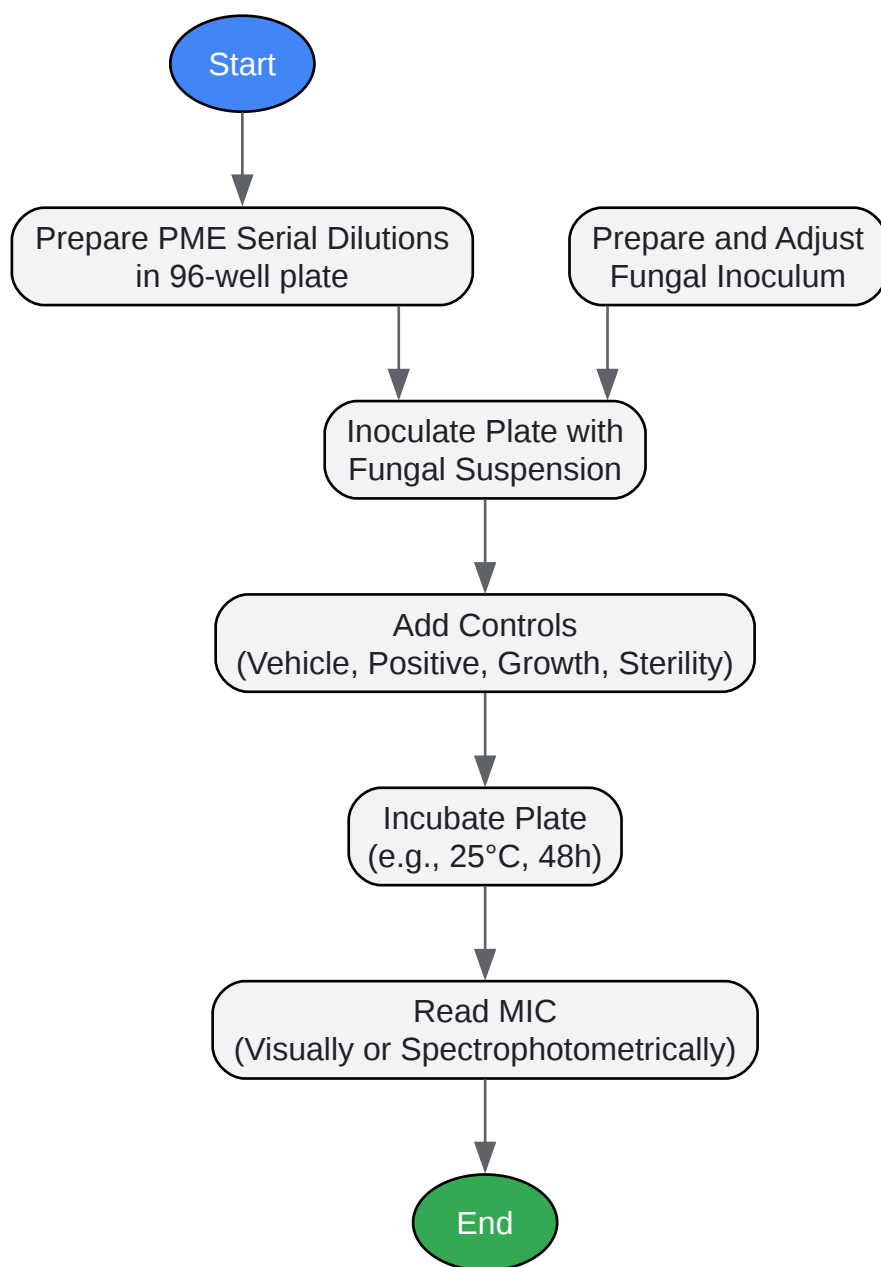 Start
Prepare PME Serial Dilutions
in 96-well plate
Prepare and Adjust
Fungal Inoculum
Inoculate Plate with
Fungal Suspension
Add Controls
(Vehicle, Positive, Growth, Sterility)
Incubate Plate
(e.g., 25°C, 48h)
Read MIC
(Visually or Spectrophotometrically)
End